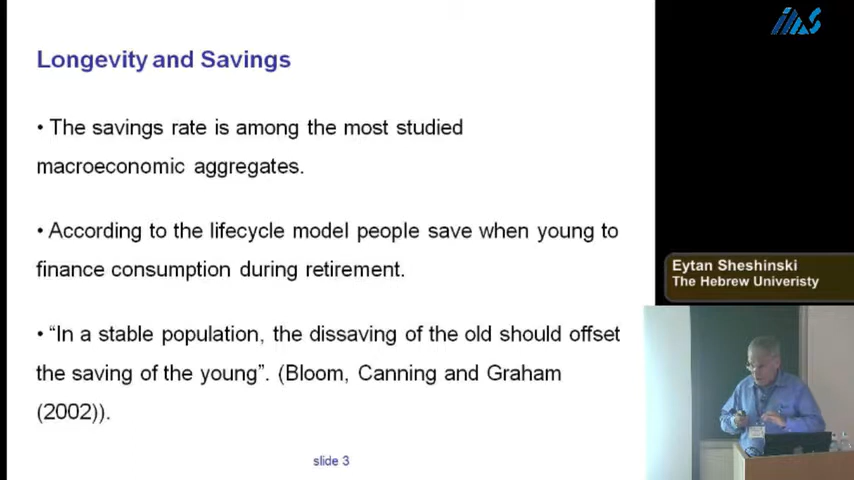 IIAS
Longevity and Savings
• The savings rate is among the most studied
macroeconomic aggregates.
• According to the lifecycle model people save when young to
finance consumption during retirement.
• “In a stable population, the dissaving of the old should offset
the saving of the young”. (Bloom, Canning and Graham
(2002)).
slide 3
Eytan Sheshinski
The Hebrew Univeristy